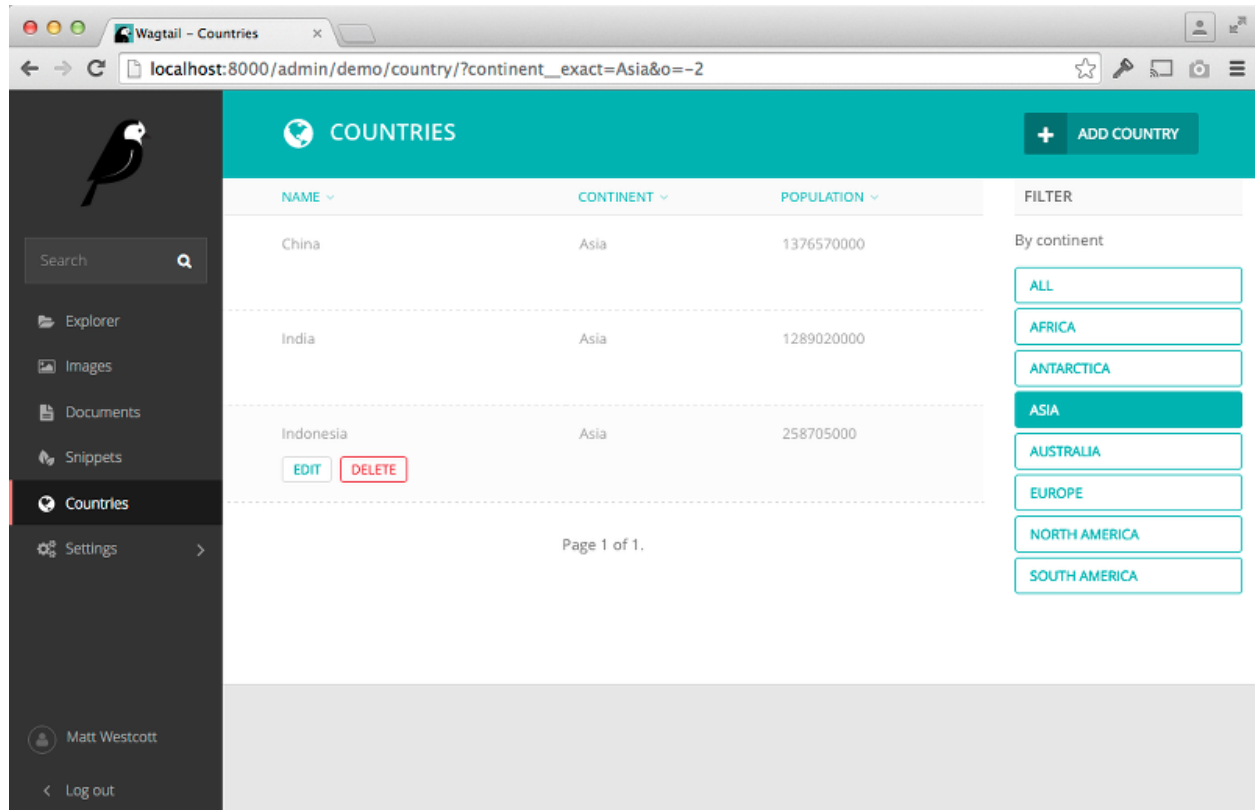 Wagtail – Countries
localhost:8000/admin/demo/country/?continent__exact=Asia&o=-2
COUNTRIES
ADD COUNTRY
Search
Explorer
Images
Documents
Snippets
Countries
Settings
Matt Westcott
Log out
NAME CONTINENT POPULATION
China Asia 1376570000
India Asia 1289020000
Indonesia Asia 258705000
EDIT DELETE
Page 1 of 1.
FILTER
By continent
ALL
AFRICA
ANTARCTICA
ASIA
AUSTRALIA
EUROPE
NORTH AMERICA
SOUTH AMERICA